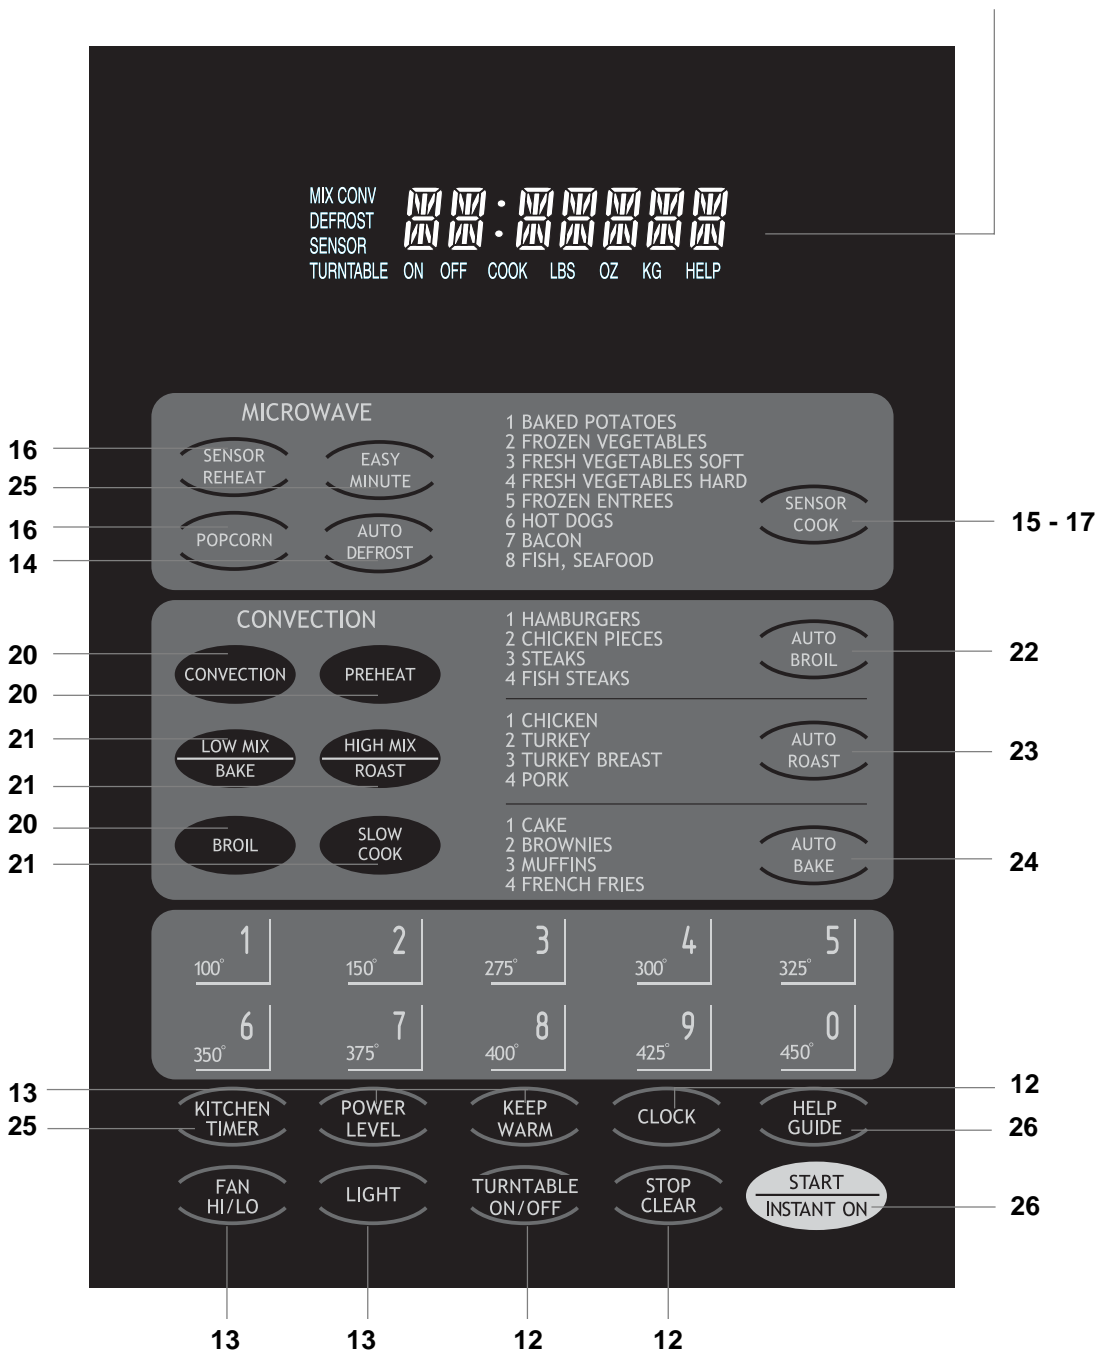 MIX CONV
DEFROST
SENSOR
TURNTABLE ON OFF COOK LBS OZ KG HELP
MICROWAVE
16
SENSOR
REHEAT
25
EASY
MINUTE
16
POPCORN
14
AUTO
DEFROST
1 BAKED POTATOES
2 FROZEN VEGETABLES
3 FRESH VEGETABLES SOFT
4 FRESH VEGETABLES HARD
5 FROZEN ENTREES
6 HOT DOGS
7 BACON
8 FISH, SEAFOOD
SENSOR
COOK
15 - 17
CONVECTION
20
CONVECTION
20
PREHEAT
21
LOW MIX
BAKE
21
HIGH MIX
ROAST
20
BROIL
21
SLOW
COOK
1 HAMBURGERS
2 CHICKEN PIECES
3 STEAKS
4 FISH STEAKS
AUTO
BROIL
22
1 CHICKEN
2 TURKEY
3 TURKEY BREAST
4 PORK
AUTO
ROAST
23
1 CAKE
2 BROWNIES
3 MUFFINS
4 FRENCH FRIES
AUTO
BAKE
24
1
100°
2
150°
3
275°
4
300°
5
325°
6
350°
7
375°
8
400°
9
425°
0
450°
13
25
KITCHEN
TIMER
POWER
LEVEL
KEEP
WARM
CLOCK
HELP
GUIDE
12
26
FAN
HI/LO
LIGHT
TURNTABLE
ON/OFF
STOP
CLEAR
START
INSTANT ON
26
13
13
12
12